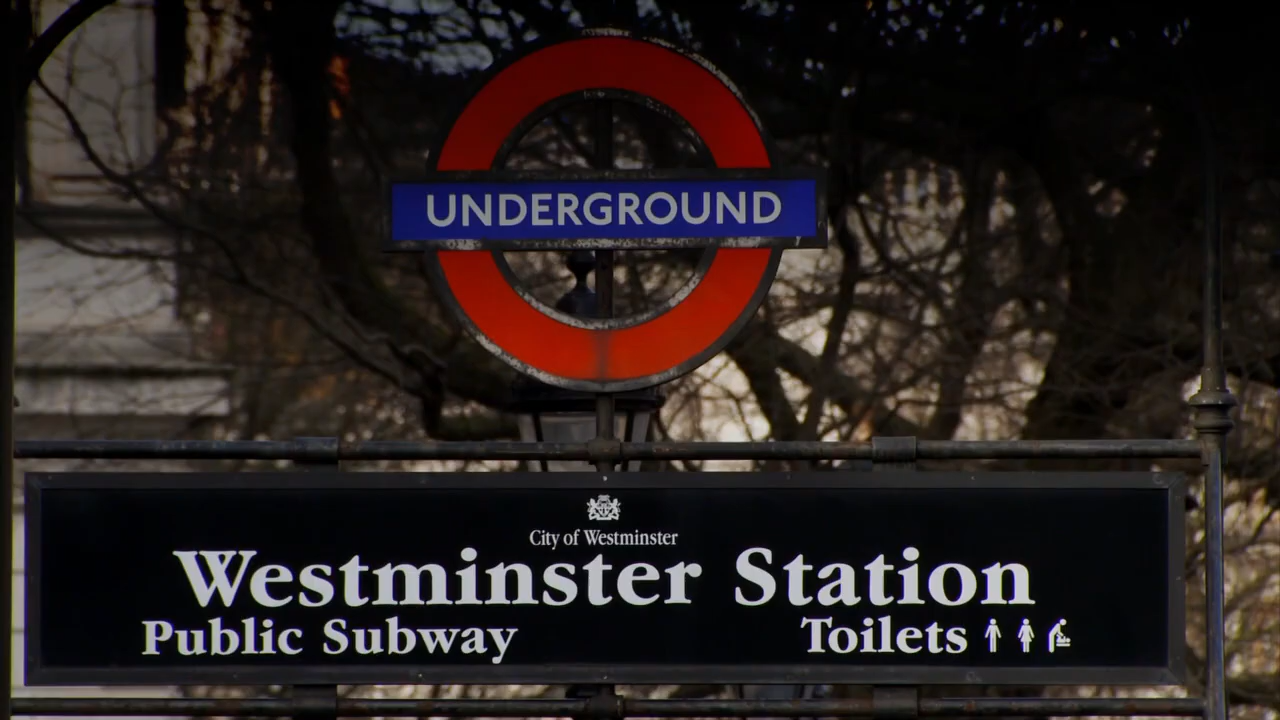 UNDERGROUND
City of Westminster
Westminster Station
Public Subway Toilets